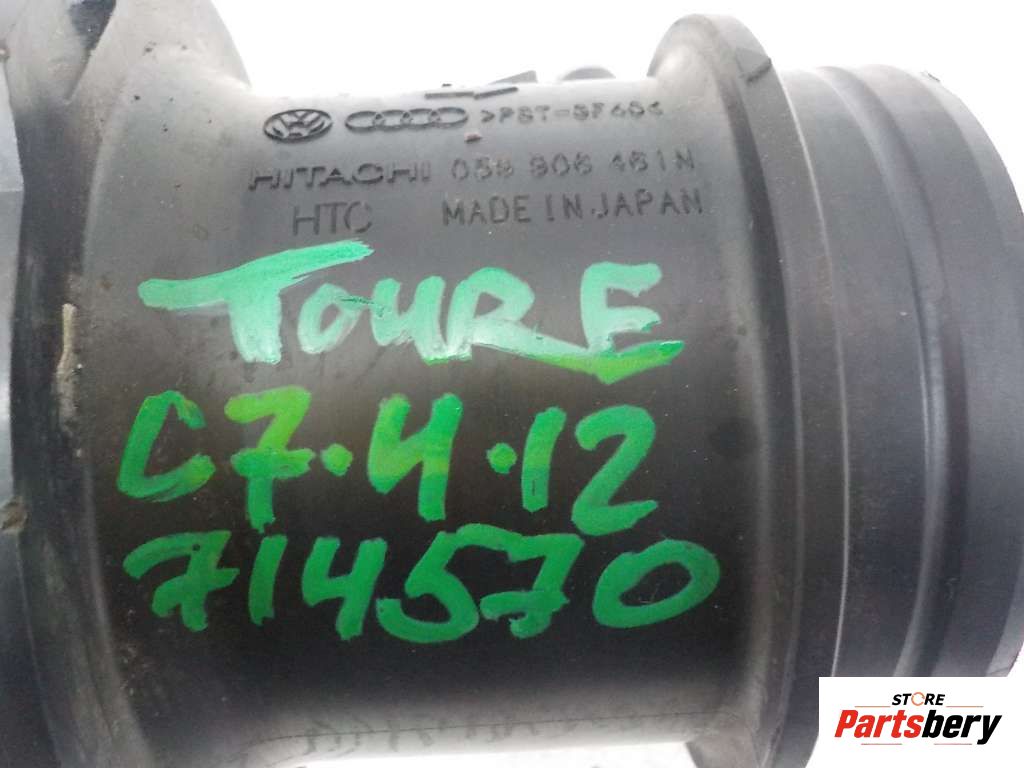 >PBT-GF40<
HITACHI 059 906 461N
HTC MADE IN JAPAN
TOURE
C7.4.12
714570
STORE
Partsbery